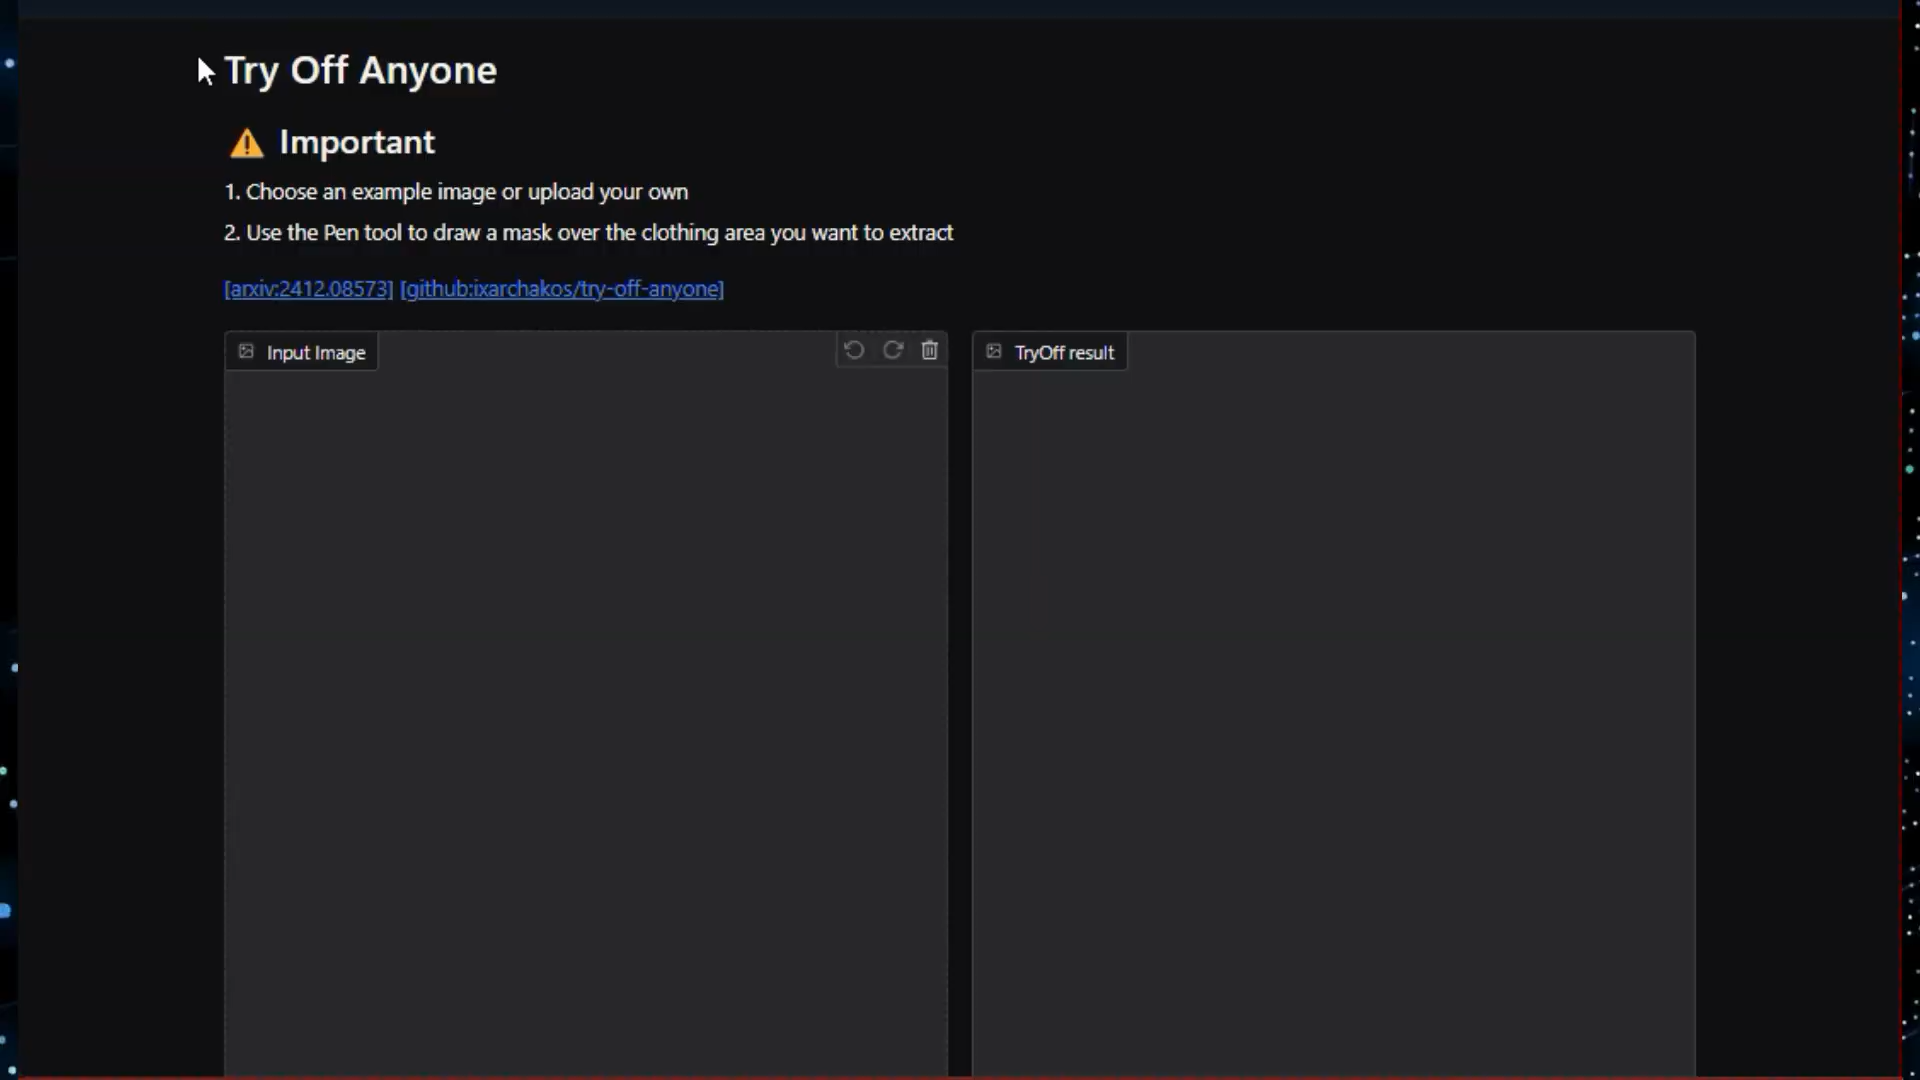 Try Off Anyone
⚠ Important
1. Choose an example image or upload your own
2. Use the Pen tool to draw a mask over the clothing area you want to extract
[arxiv:2412.08573] [github:ixarchakos/try-off-anyone]
Input Image
TryOff result